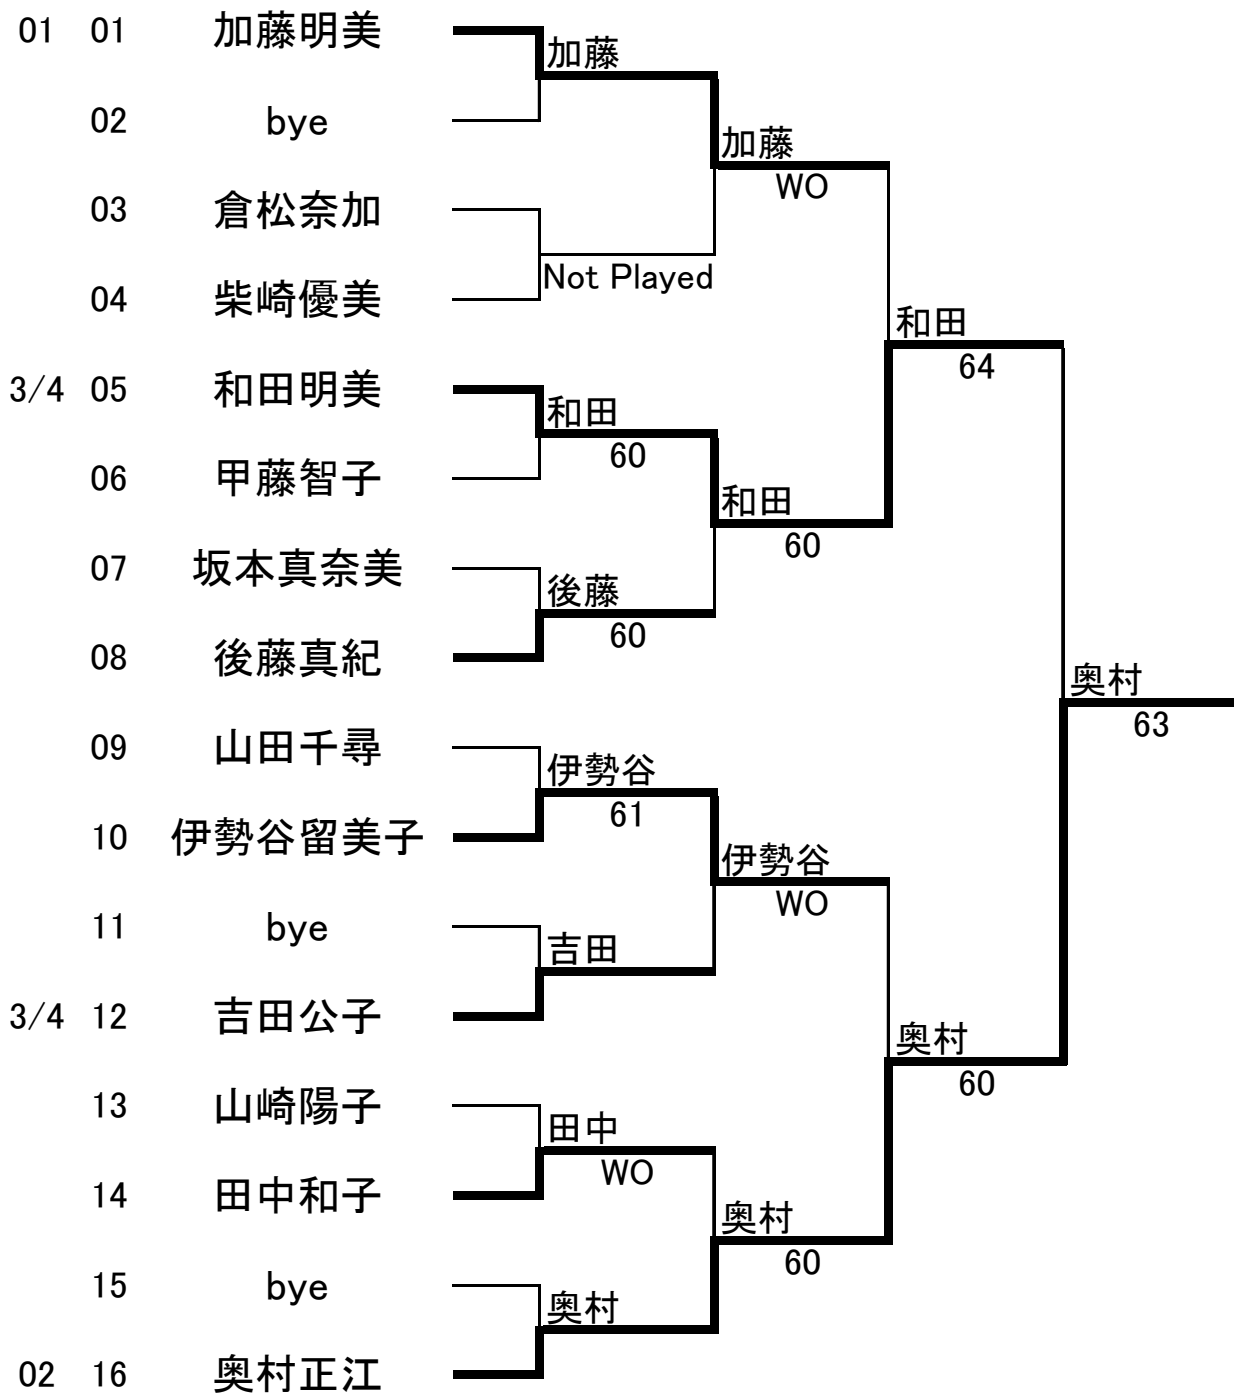 01 01 加藤明美
加藤
02 bye
加藤
WO
03 倉松奈加
Not Played
04 柴崎優美
和田
64
3/4 05 和田明美
和田
60
06 甲藤智子
和田
60
07 坂本真奈美
後藤
60
08 後藤真紀
奥村
63
09 山田千尋
伊勢谷
61
10 伊勢谷留美子
伊勢谷
WO
11 bye
吉田
3/4 12 吉田公子
奥村
60
13 山崎陽子
田中
WO
14 田中和子
奥村
60
15 bye
奥村
02 16 奥村正江